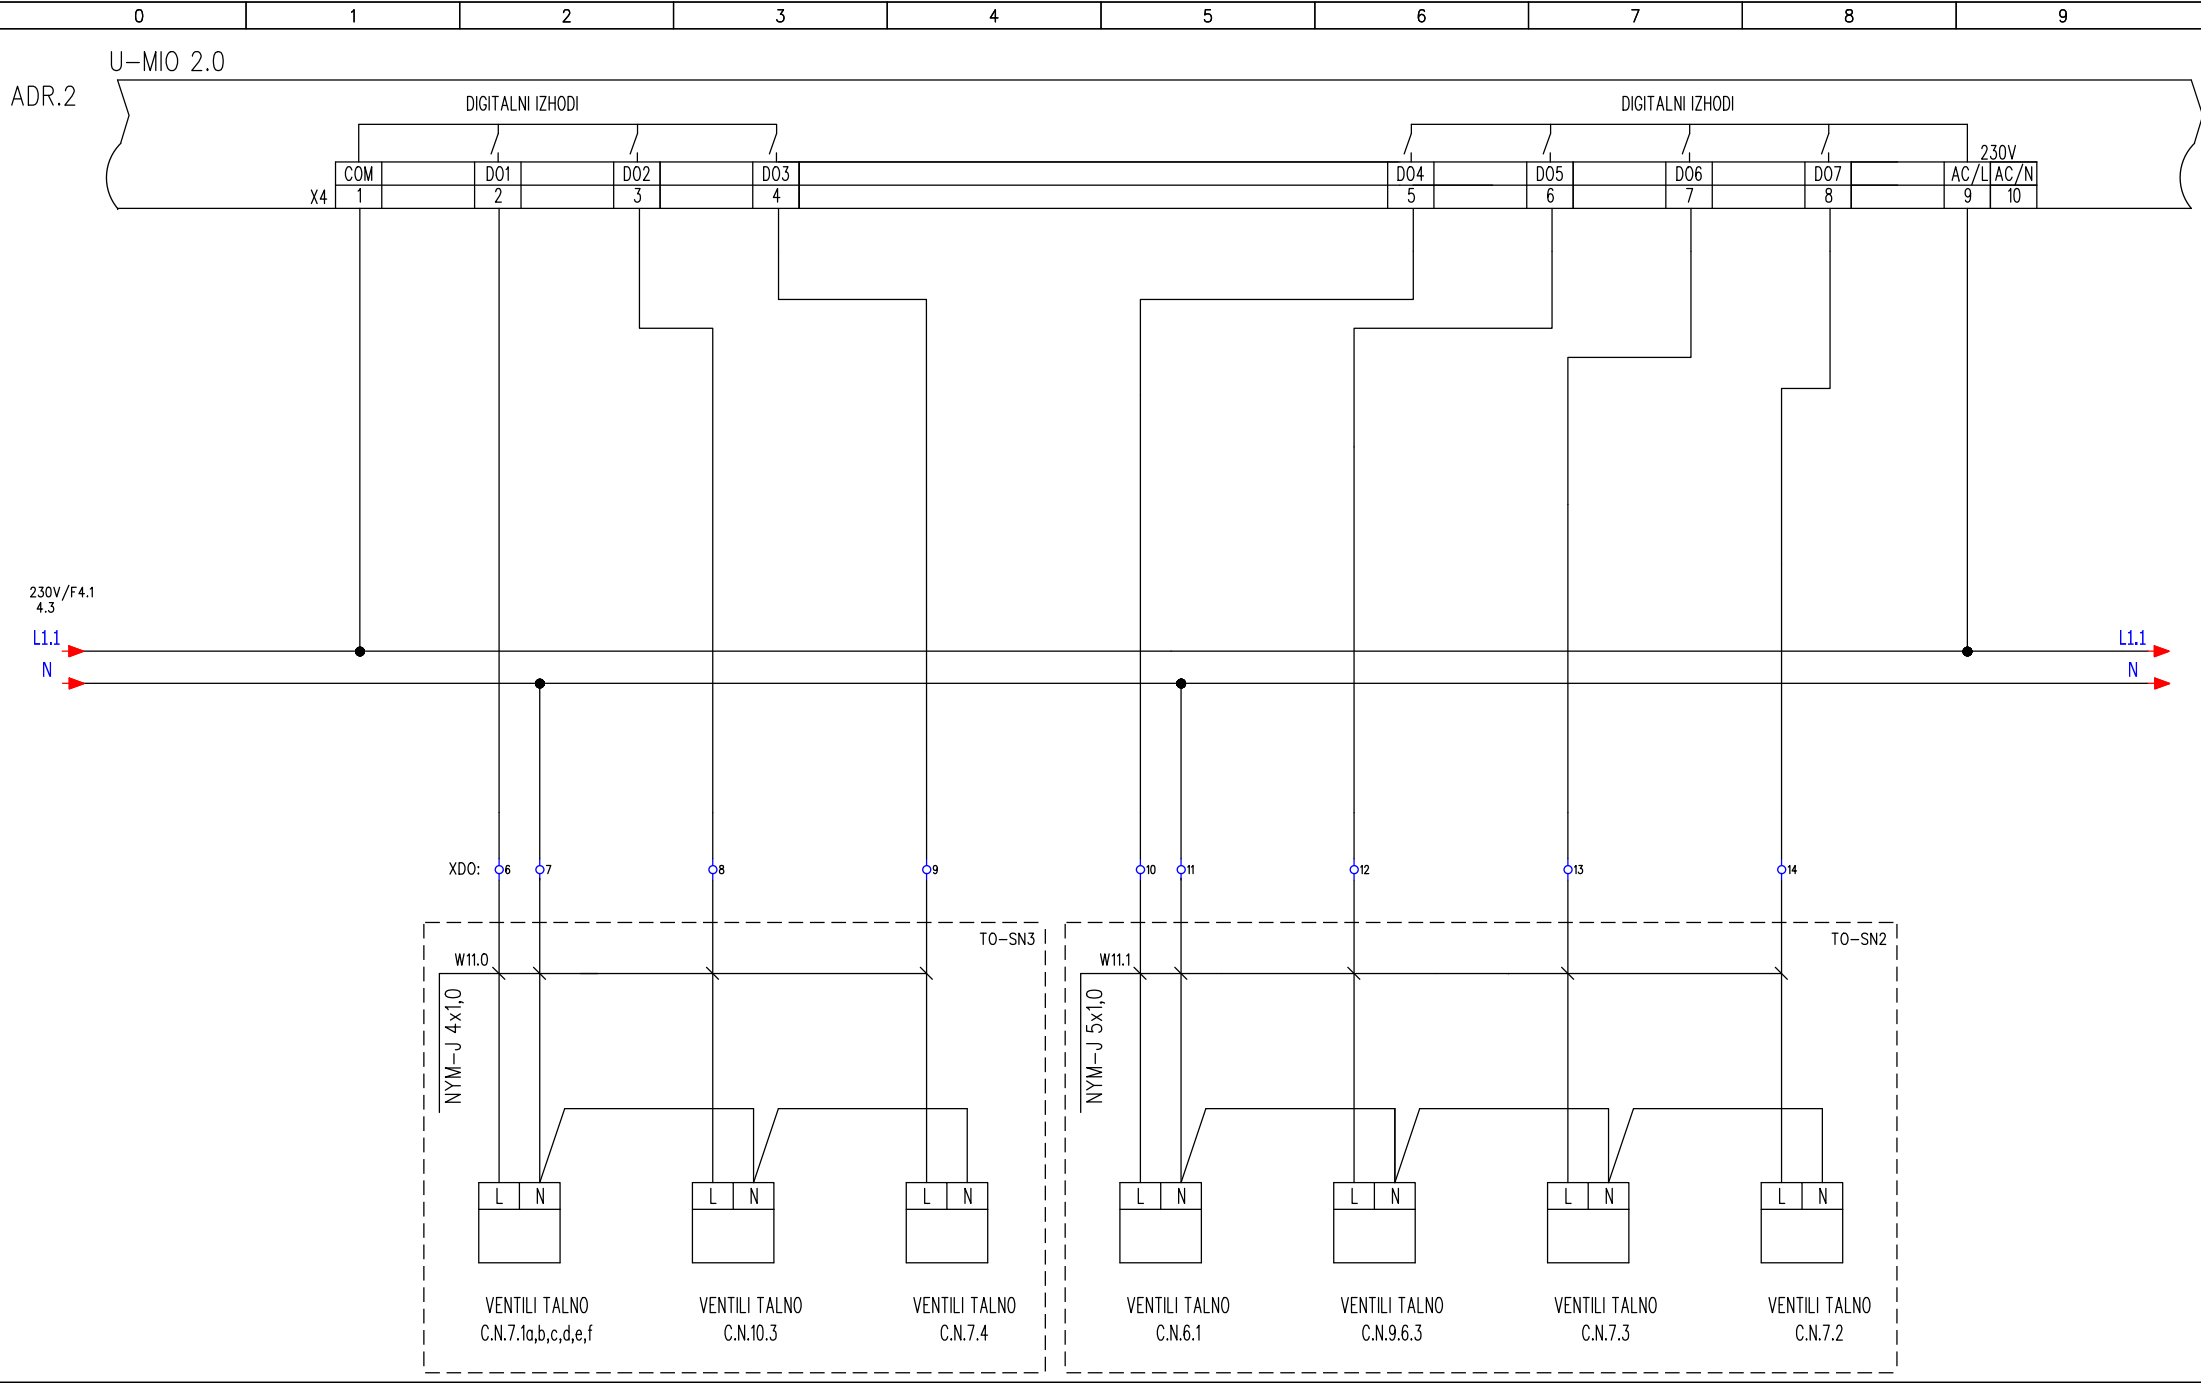 0 1 2 3 4 5 6 7 8 9
U-MIO 2.0
ADR.2
DIGITALNI IZHODI DIGITALNI IZHODI
230V
COM DO1 DO2 DO3 DO4 DO5 DO6 DO7 AC/L AC/N
X4 1 2 3 4 5 6 7 8 9 10
230V/F4.1
4.3
L1.1 L1.1
N N
XDO: 6 7 8 9 10 11 12 13 14
TO-SN3 TO-SN2
W11.0 W11.1
NYM-J 4x1,0 NYM-J 5x1,0
L N L N L N L N L N L N L N
VENTILI TALNO VENTILI TALNO VENTILI TALNO VENTILI TALNO VENTILI TALNO VENTILI TALNO VENTILI TALNO
C.N.7.1a,b,c,d,e,f C.N.10.3 C.N.7.4 C.N.6.1 C.N.9.6.3 C.N.7.3 C.N.7.2